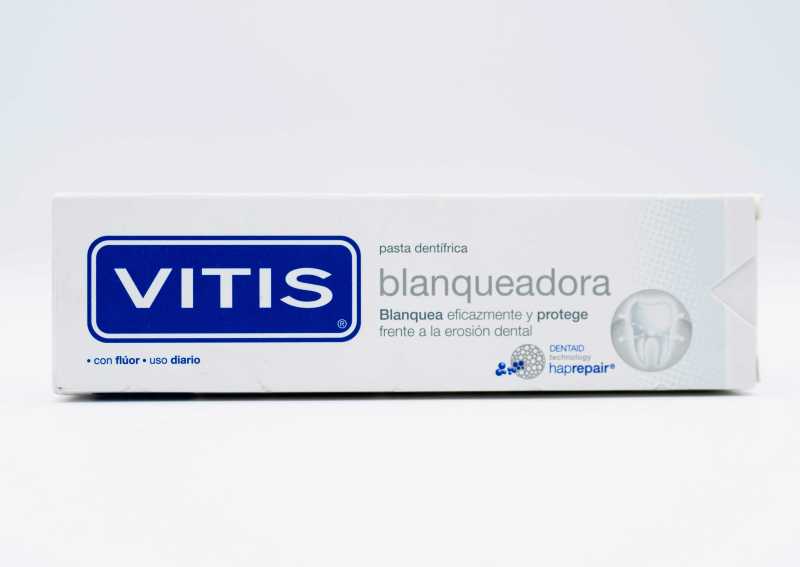 VITIS®
• con flúor • uso diario
pasta dentífrica
blanqueadora
Blanquea eficazmente y protege
frente a la erosión dental
DENTAID
technology
haprepair®